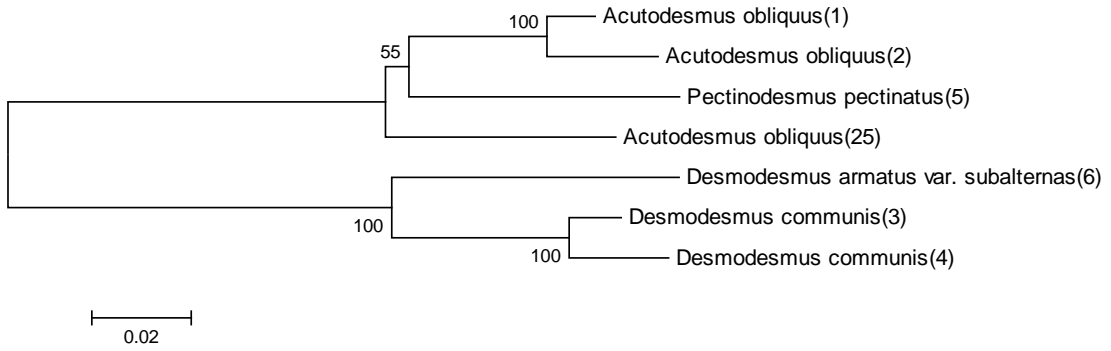 Acutodesmus obliquus(1)
100
Acutodesmus obliquus(2)
55
Pectinodesmus pectinatus(5)
Acutodesmus obliquus(25)
Desmodesmus armatus var. subalternas(6)
100
Desmodesmus communis(3)
100
Desmodesmus communis(4)
0.02